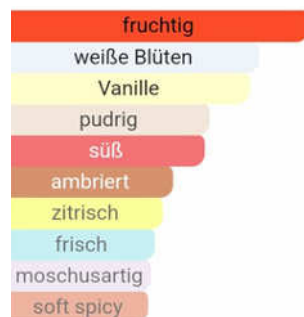 fruchtig
weiße Blüten
Vanille
pudrig
süß
ambriert
zitrisch
frisch
moschusartig
soft spicy